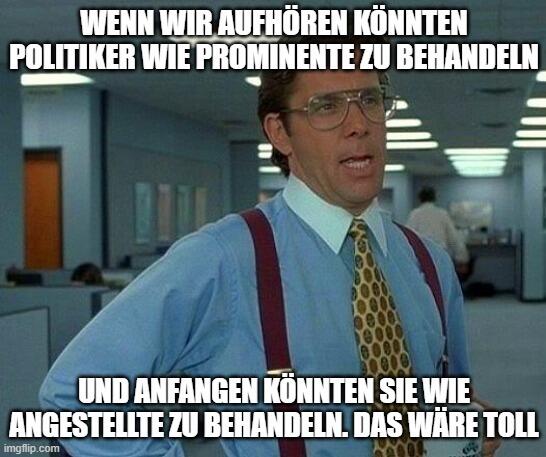 WENN WIR AUFHÖREN KÖNNTEN
POLITIKER WIE PROMINENTE ZU BEHANDELN
UND ANFANGEN KÖNNTEN SIE WIE
ANGESTELLTE ZU BEHANDELN. DAS WÄRE TOLL
imgflip.com